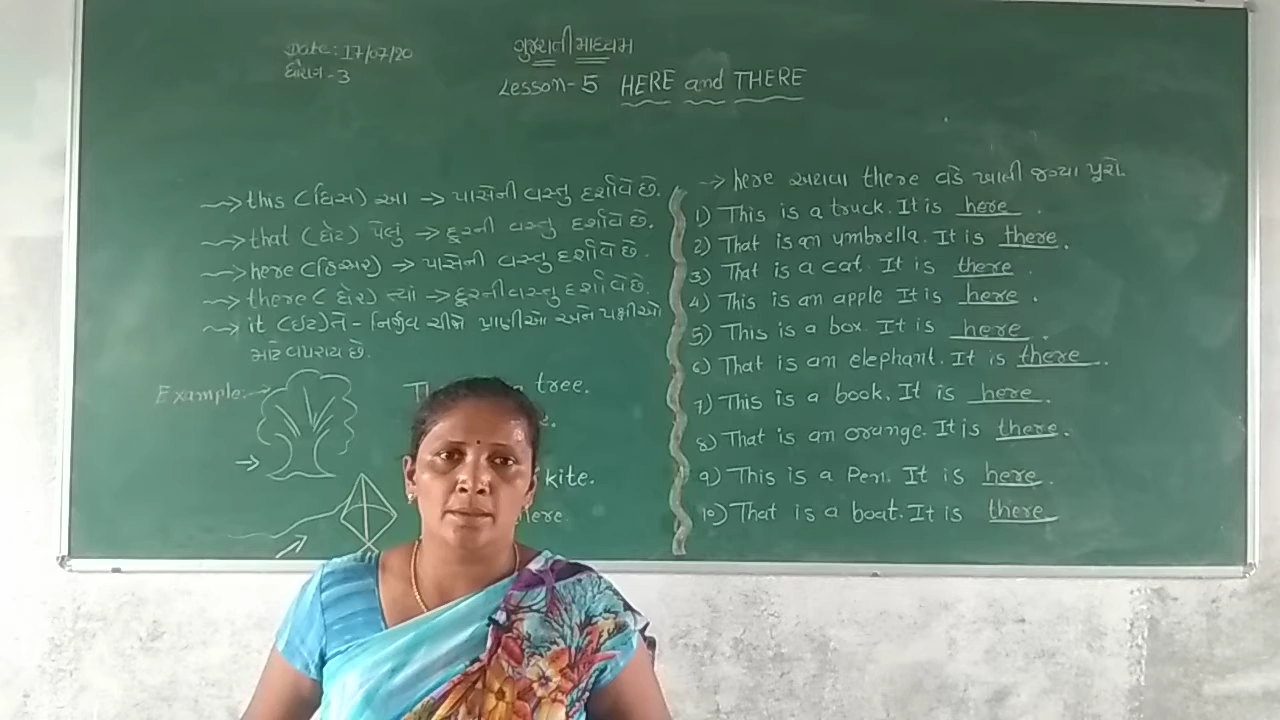 Date: 17/07/20
ધોરણ-3
ગુજરાતી માધ્યમ
Lesson-5 HERE and THERE
this (ધિસ) આ → પાસેની વસ્તુ દર્શાવે છે.
that (ધેટ) પેલું → દૂરની વસ્તુ દર્શાવે છે.
here (હિઅર) → પાસેની વસ્તુ દર્શાવે છે.
there (ધેર) ત્યાં → દૂરની વસ્તુ દર્શાવે છે.
it (ઇટ) તે - નિર્જીવ ચીજો પ્રાણીઓ અને પક્ષીઓ
માટે વપરાય છે.
Example:→
tree.
kite.
→ here અથવા there વડે ખાલી જગ્યા પૂરો.
1) This is a truck. It is here.
2) That is an umbrella. It is there.
3) That is a cat. It is there.
4) This is an apple It is here.
5) This is a box. It is here.
6) That is an elephant. It is there.
7) This is a book. It is here.
8) That is an orange. It is there.
9) This is a Pen. It is here.
10) That is a boat. It is there